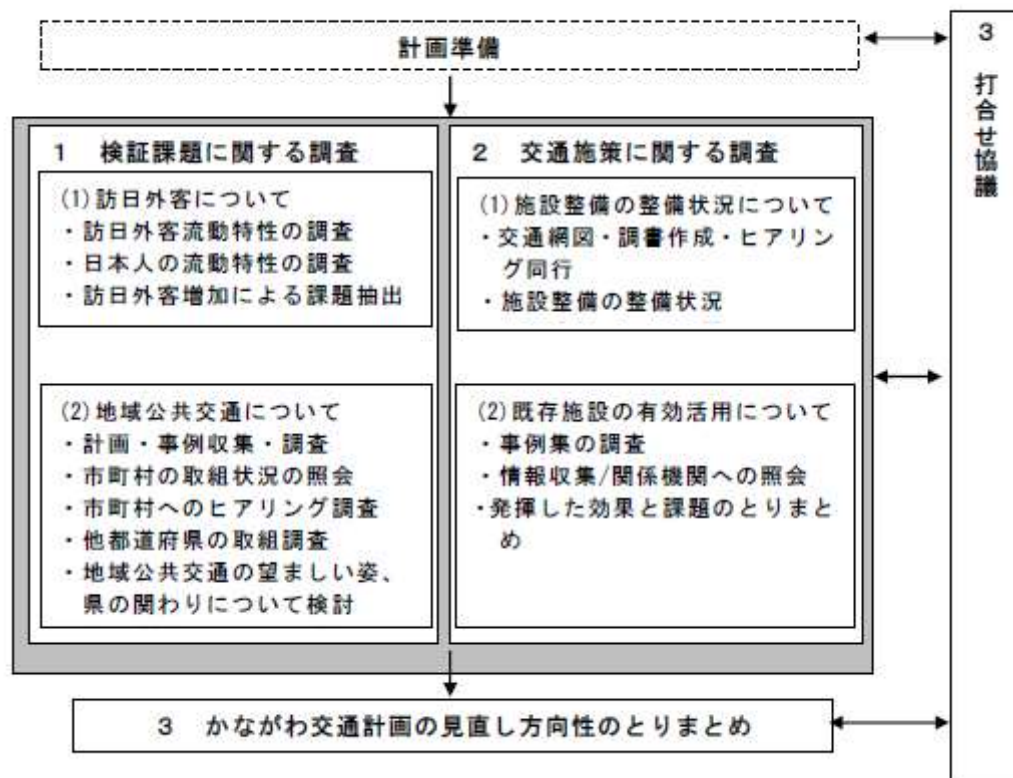 計画準備
1 検証課題に関する調査
(1)訪日外客について
・訪日外客流動特性の調査
・日本人の流動特性の調査
・訪日外客増加による課題抽出
(2)地域公共交通について
・計画・事例収集・調査
・市町村の取組状況の照会
・市町村へのヒアリング調査
・他都道府県の取組調査
・地域公共交通の望ましい姿、
県の関わりについて検討
2 交通施策に関する調査
(1)施設整備の整備状況について
・交通網図・調書作成・ヒアリン
グ同行
・施設整備の整備状況
(2)既存施設の有効活用について
・事例集の調査
・情報収集/関係機関への照会
・発揮した効果と課題のとりまと
め
3 かながわ交通計画の見直し方向性のとりまとめ
3 打合せ協議